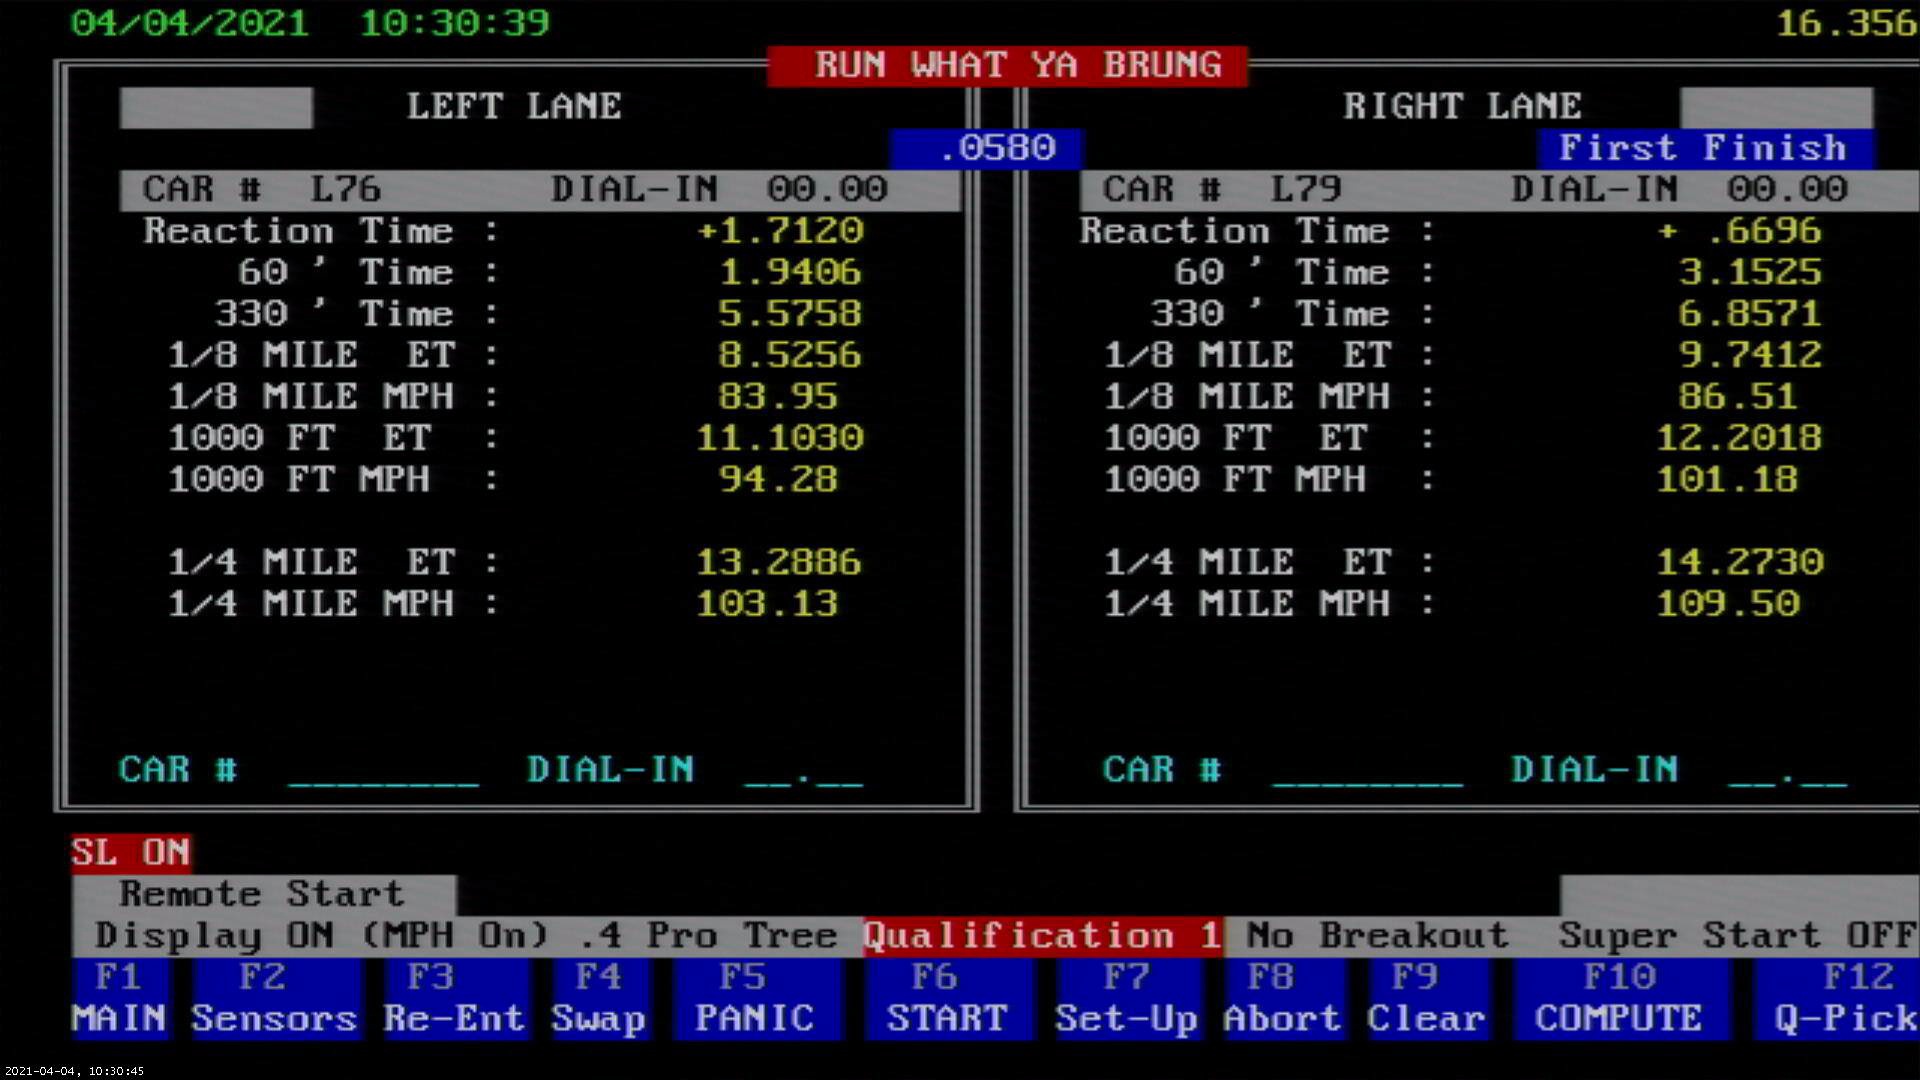 04/04/2021 10:30:39 16.356
RUN WHAT YA BRUNG
LEFT LANE RIGHT LANE
.0580 First Finish
CAR # L76 DIAL-IN 00.00 CAR # L79 DIAL-IN 00.00
Reaction Time : +1.7120 Reaction Time : + .6696
60 ' Time : 1.9406 60 ' Time : 3.1525
330 ' Time : 5.5758 330 ' Time : 6.8571
1/8 MILE ET : 8.5256 1/8 MILE ET : 9.7412
1/8 MILE MPH : 83.95 1/8 MILE MPH : 86.51
1000 FT ET : 11.1030 1000 FT ET : 12.2018
1000 FT MPH : 94.28 1000 FT MPH : 101.18
1/4 MILE ET : 13.2886 1/4 MILE ET : 14.2730
1/4 MILE MPH : 103.13 1/4 MILE MPH : 109.50
CAR # ________ DIAL-IN __.__ CAR # ________ DIAL-IN __.__
SL ON
Remote Start
Display ON (MPH On) .4 Pro Tree Qualification 1 No Breakout Super Start OFF
F1 F2 F3 F4 F5 F6 F7 F8 F9 F10 F12
MAIN Sensors Re-Ent Swap PANIC START Set-Up Abort Clear COMPUTE Q-Pick
2021-04-04, 10:30:45